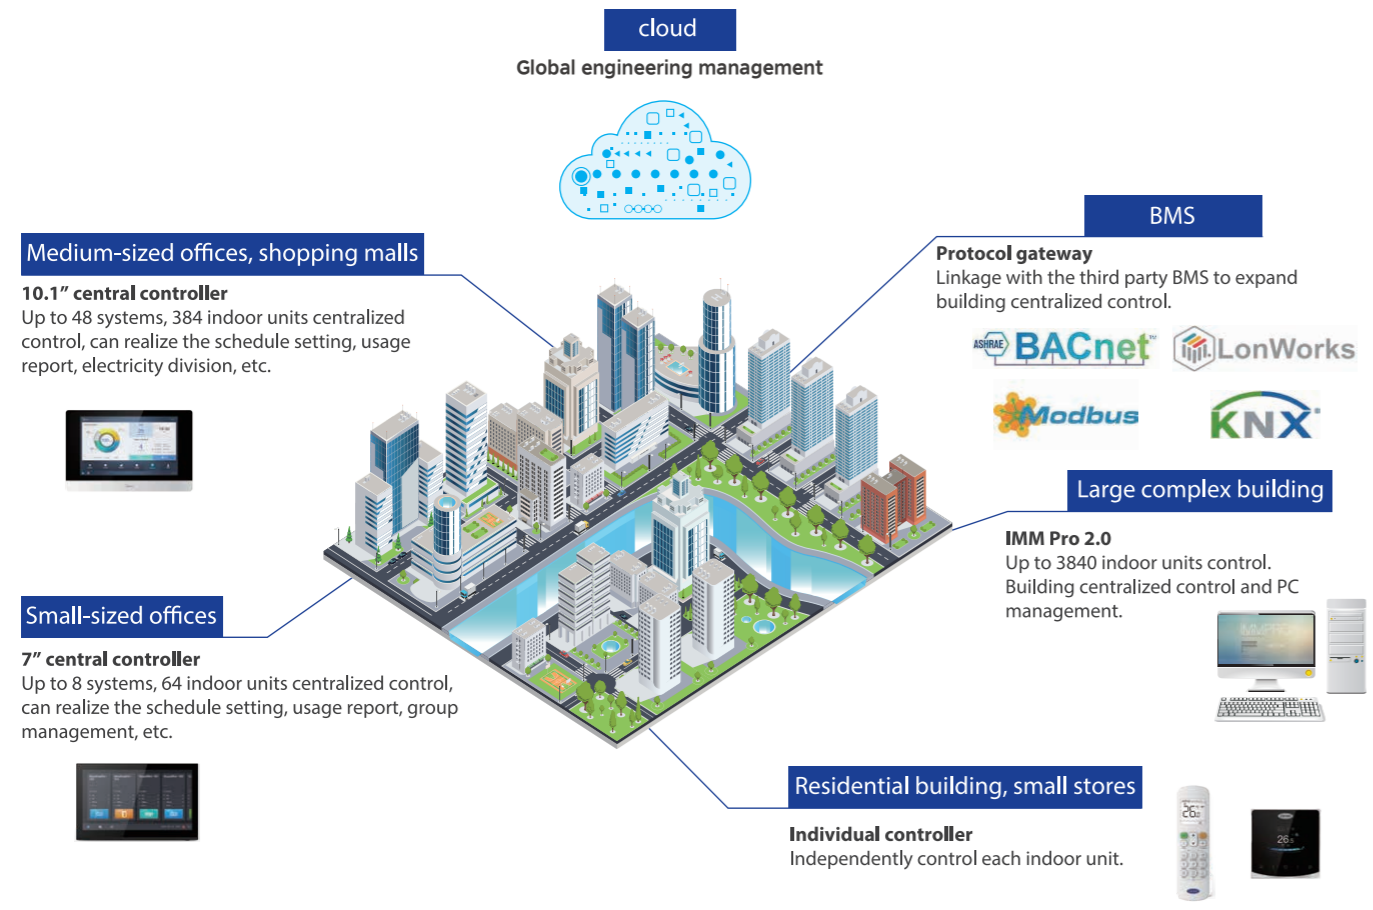 cloud
Global engineering management
BMS
Protocol gateway
Linkage with the third party BMS to expand
building centralized control.
ASHRAE BACnet™
LonWorks
Modbus
KNX®
Medium-sized offices, shopping malls
10.1” central controller
Up to 48 systems, 384 indoor units centralized
control, can realize the schedule setting, usage
report, electricity division, etc.
Large complex building
IMM Pro 2.0
Up to 3840 indoor units control.
Building centralized control and PC
management.
Small-sized offices
7” central controller
Up to 8 systems, 64 indoor units centralized control,
can realize the schedule setting, usage report, group
management, etc.
Residential building, small stores
Individual controller
Independently control each indoor unit.
26
26